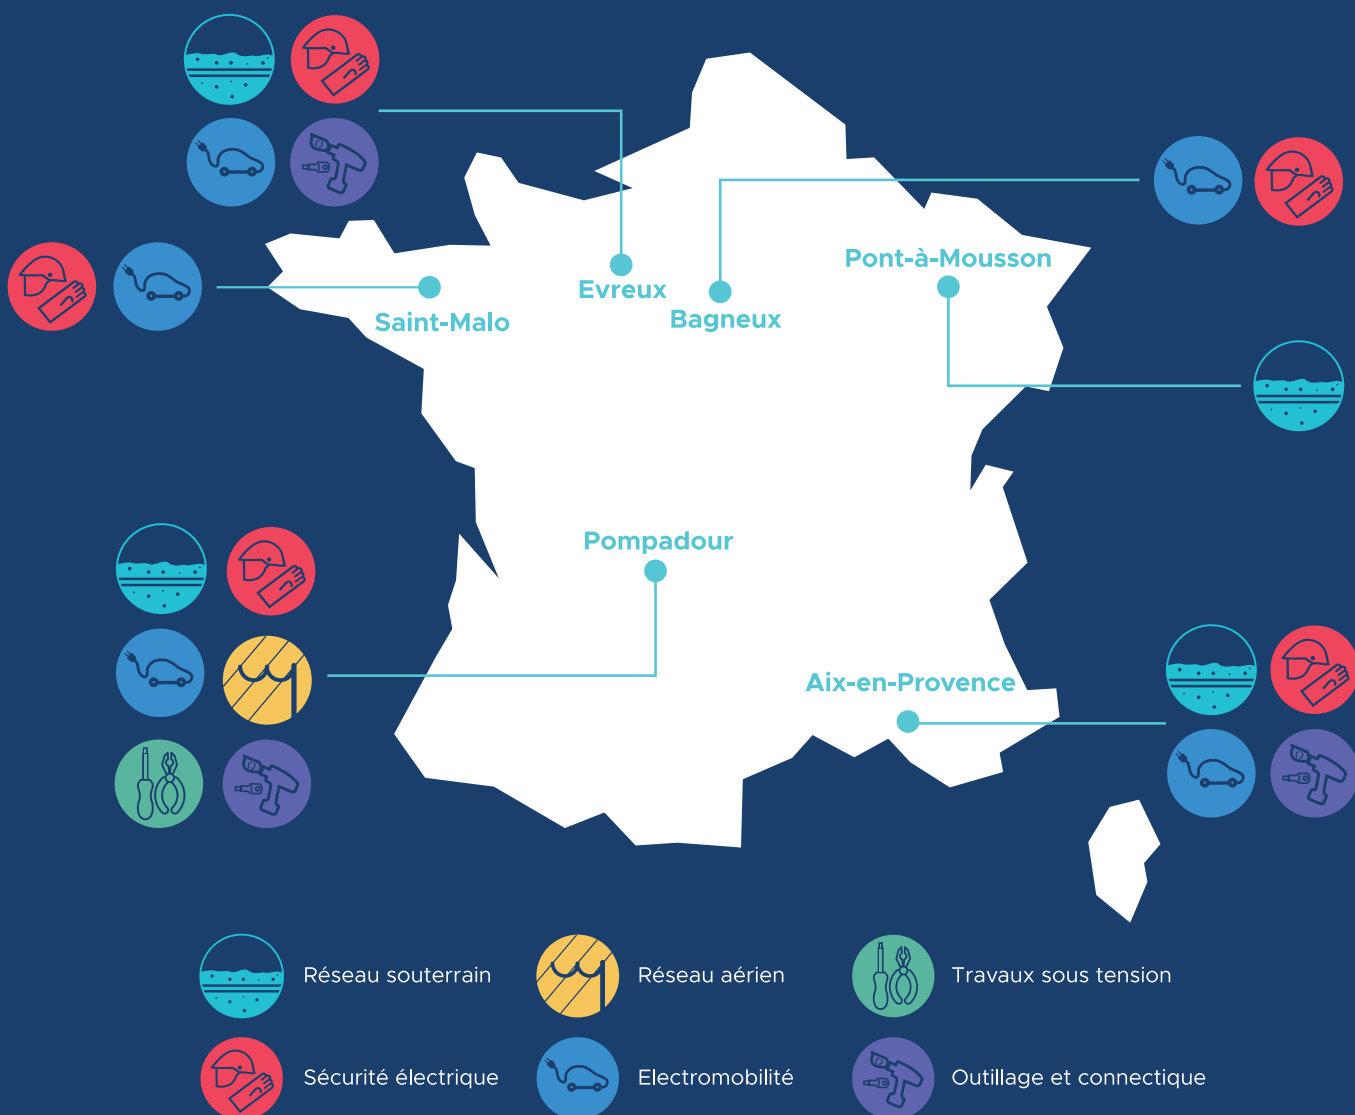 Pont-à-Mousson
Evreux
Bagneux
Saint-Malo
Pompadour
Aix-en-Provence
Réseau souterrain
Réseau aérien
Travaux sous tension
Sécurité électrique
Electromobilité
Outillage et connectique